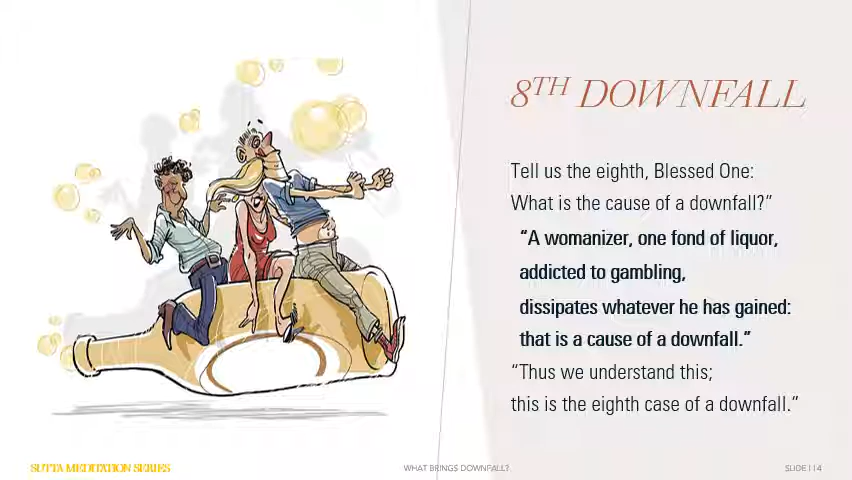 8TH DOWNFALL
Tell us the eighth, Blessed One:
What is the cause of a downfall?”
“A womanizer, one fond of liquor,
addicted to gambling,
dissipates whatever he has gained:
that is a cause of a downfall.”
“Thus we understand this;
this is the eighth case of a downfall.”
SUTTA MEDITATION SERIES
WHAT BRINGS DOWNFALL?
SLIDE | 14